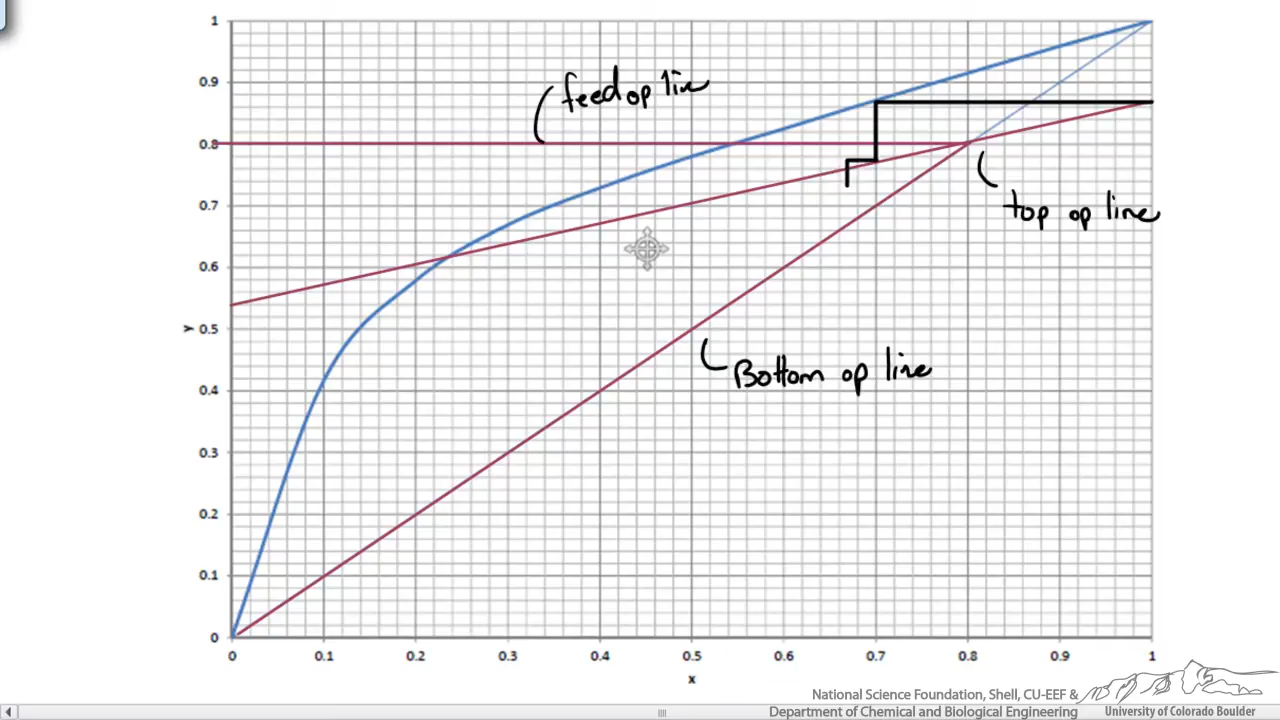 1
0.9
feed op line
0.8
0.7
top op line
0.6
y
0.5
Bottom op line
0.4
0.3
0.2
0.1
0
0 0.1 0.2 0.3 0.4 0.5 0.6 0.7 0.8 0.9 1
x
National Science Foundation, Shell, CU-EEF &
Department of Chemical and Biological Engineering
University of Colorado Boulder